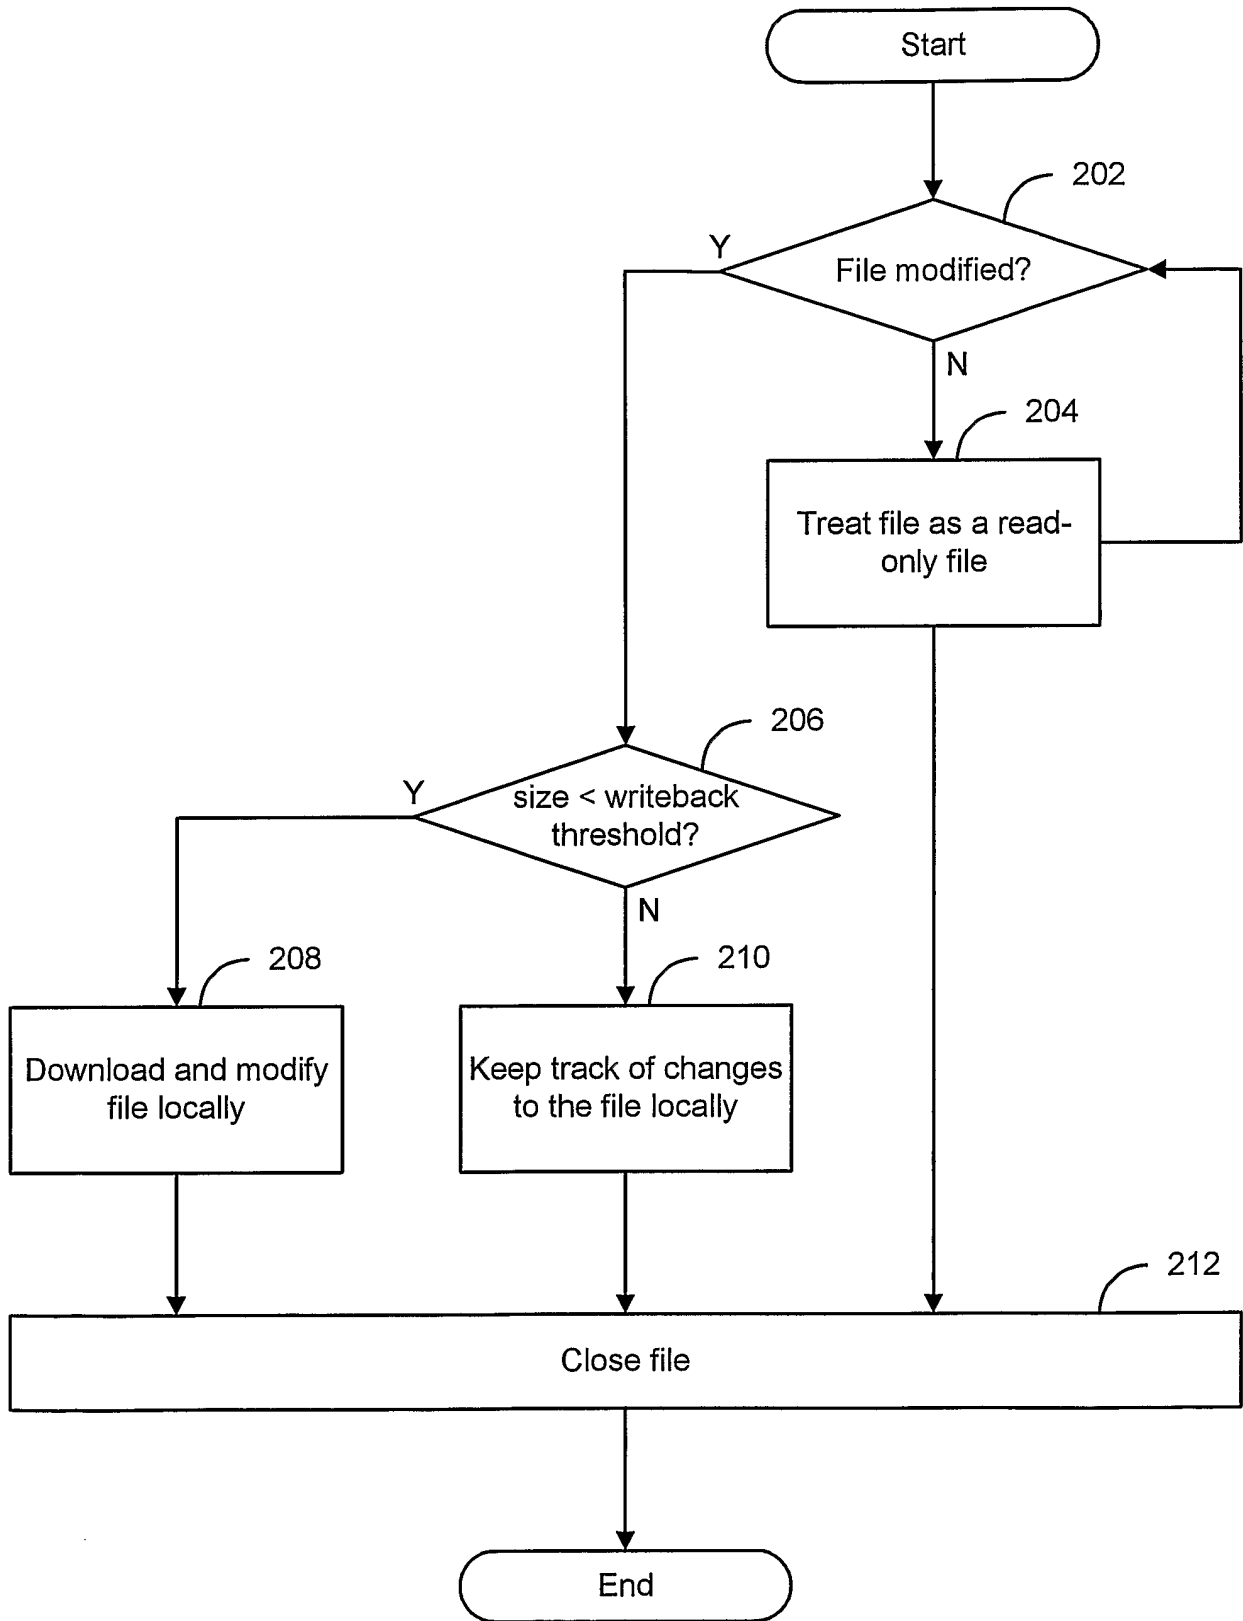 Start
202
Y
File modified?
N
204
Treat file as a read-
only file
206
Y
size < writeback
threshold?
N
208
210
Download and modify
file locally
Keep track of changes
to the file locally
212
Close file
End